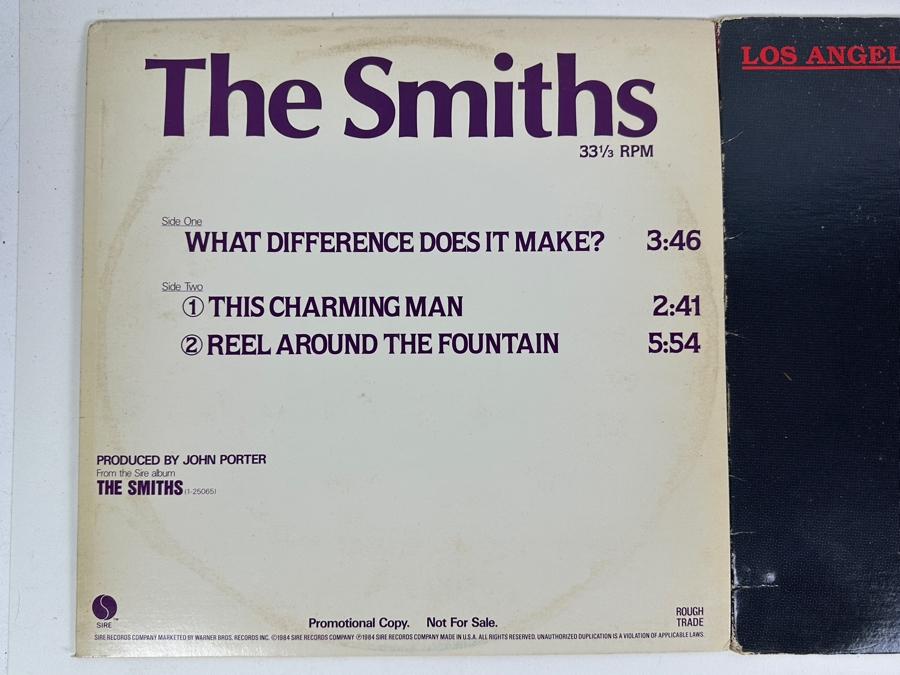 The Smiths
33⅓ RPM
Side One
WHAT DIFFERENCE DOES IT MAKE? 3:46
Side Two
① THIS CHARMING MAN 2:41
② REEL AROUND THE FOUNTAIN 5:54
PRODUCED BY JOHN PORTER
From the Sire album
THE SMITHS (1-25065)
S
SIRE ™
Promotional Copy. Not For Sale.
ROUGH
TRADE
SIRE RECORDS COMPANY MARKETED BY WARNER BROS. RECORDS INC. ©1984 SIRE RECORDS COMPANY ℗1984 SIRE RECORDS COMPANY MADE IN U.S.A. ALL RIGHTS RESERVED. UNAUTHORIZED DUPLICATION IS A VIOLATION OF APPLICABLE LAWS.
LOS ANGEL